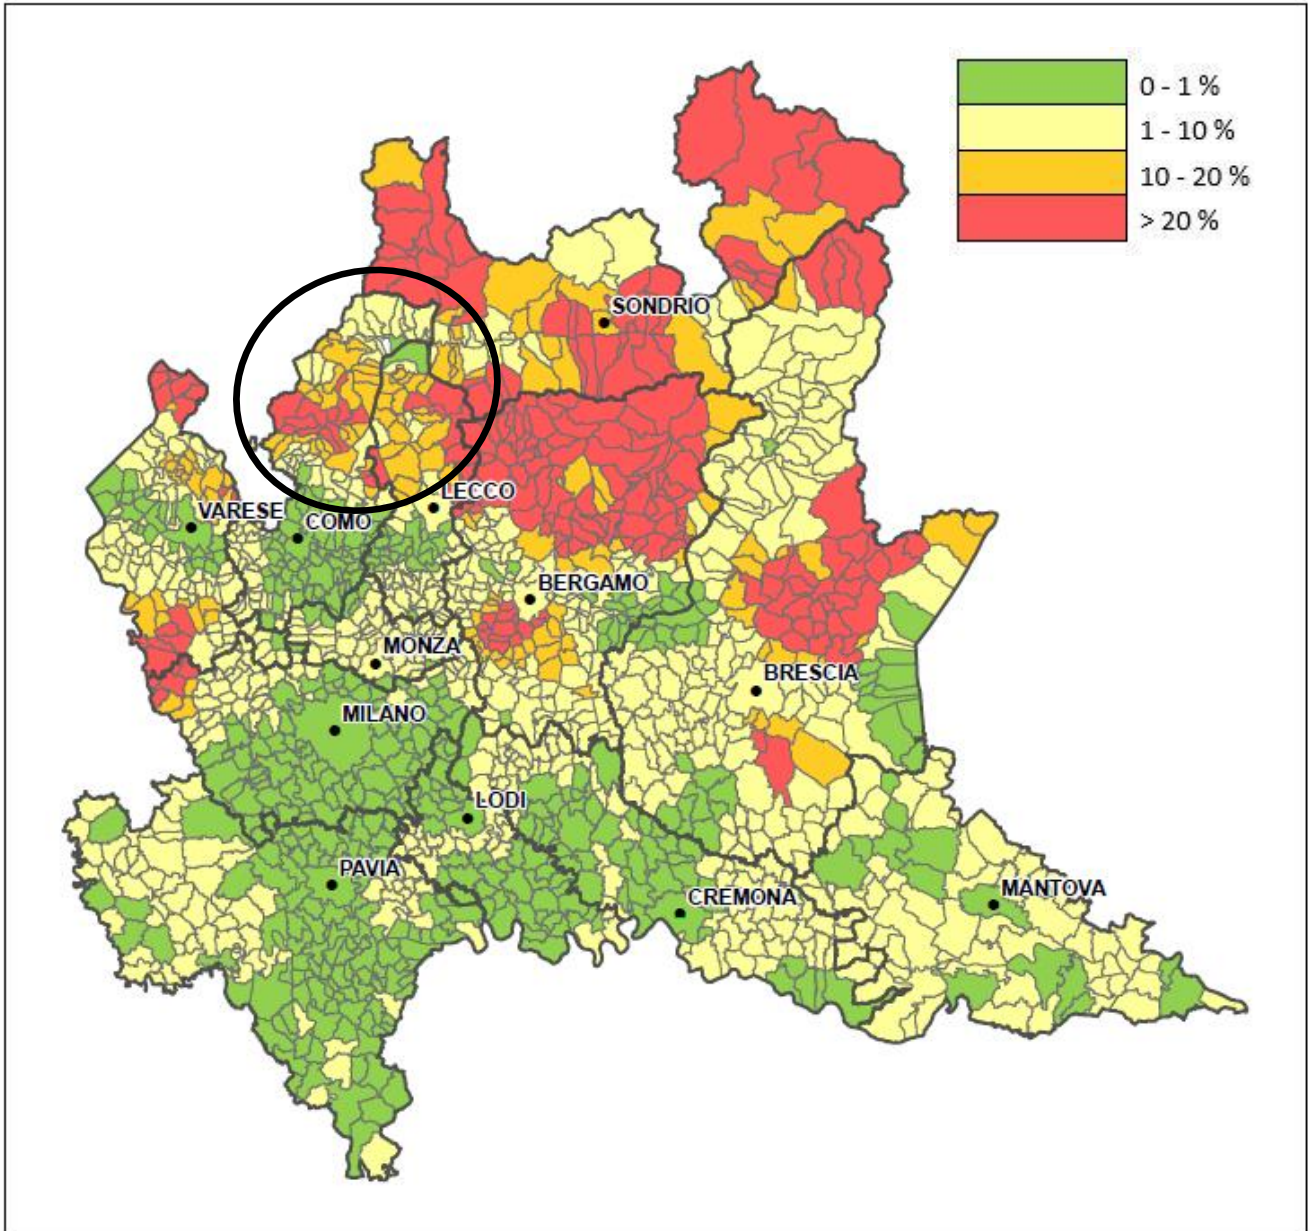 0 - 1 %
1 - 10 %
10 - 20 %
> 20 %
SONDRIO
LECCO
VARESE
COMO
BERGAMO
MONZA
BRESCIA
MILANO
LODI
PAVIA
CREMONA
MANTOVA